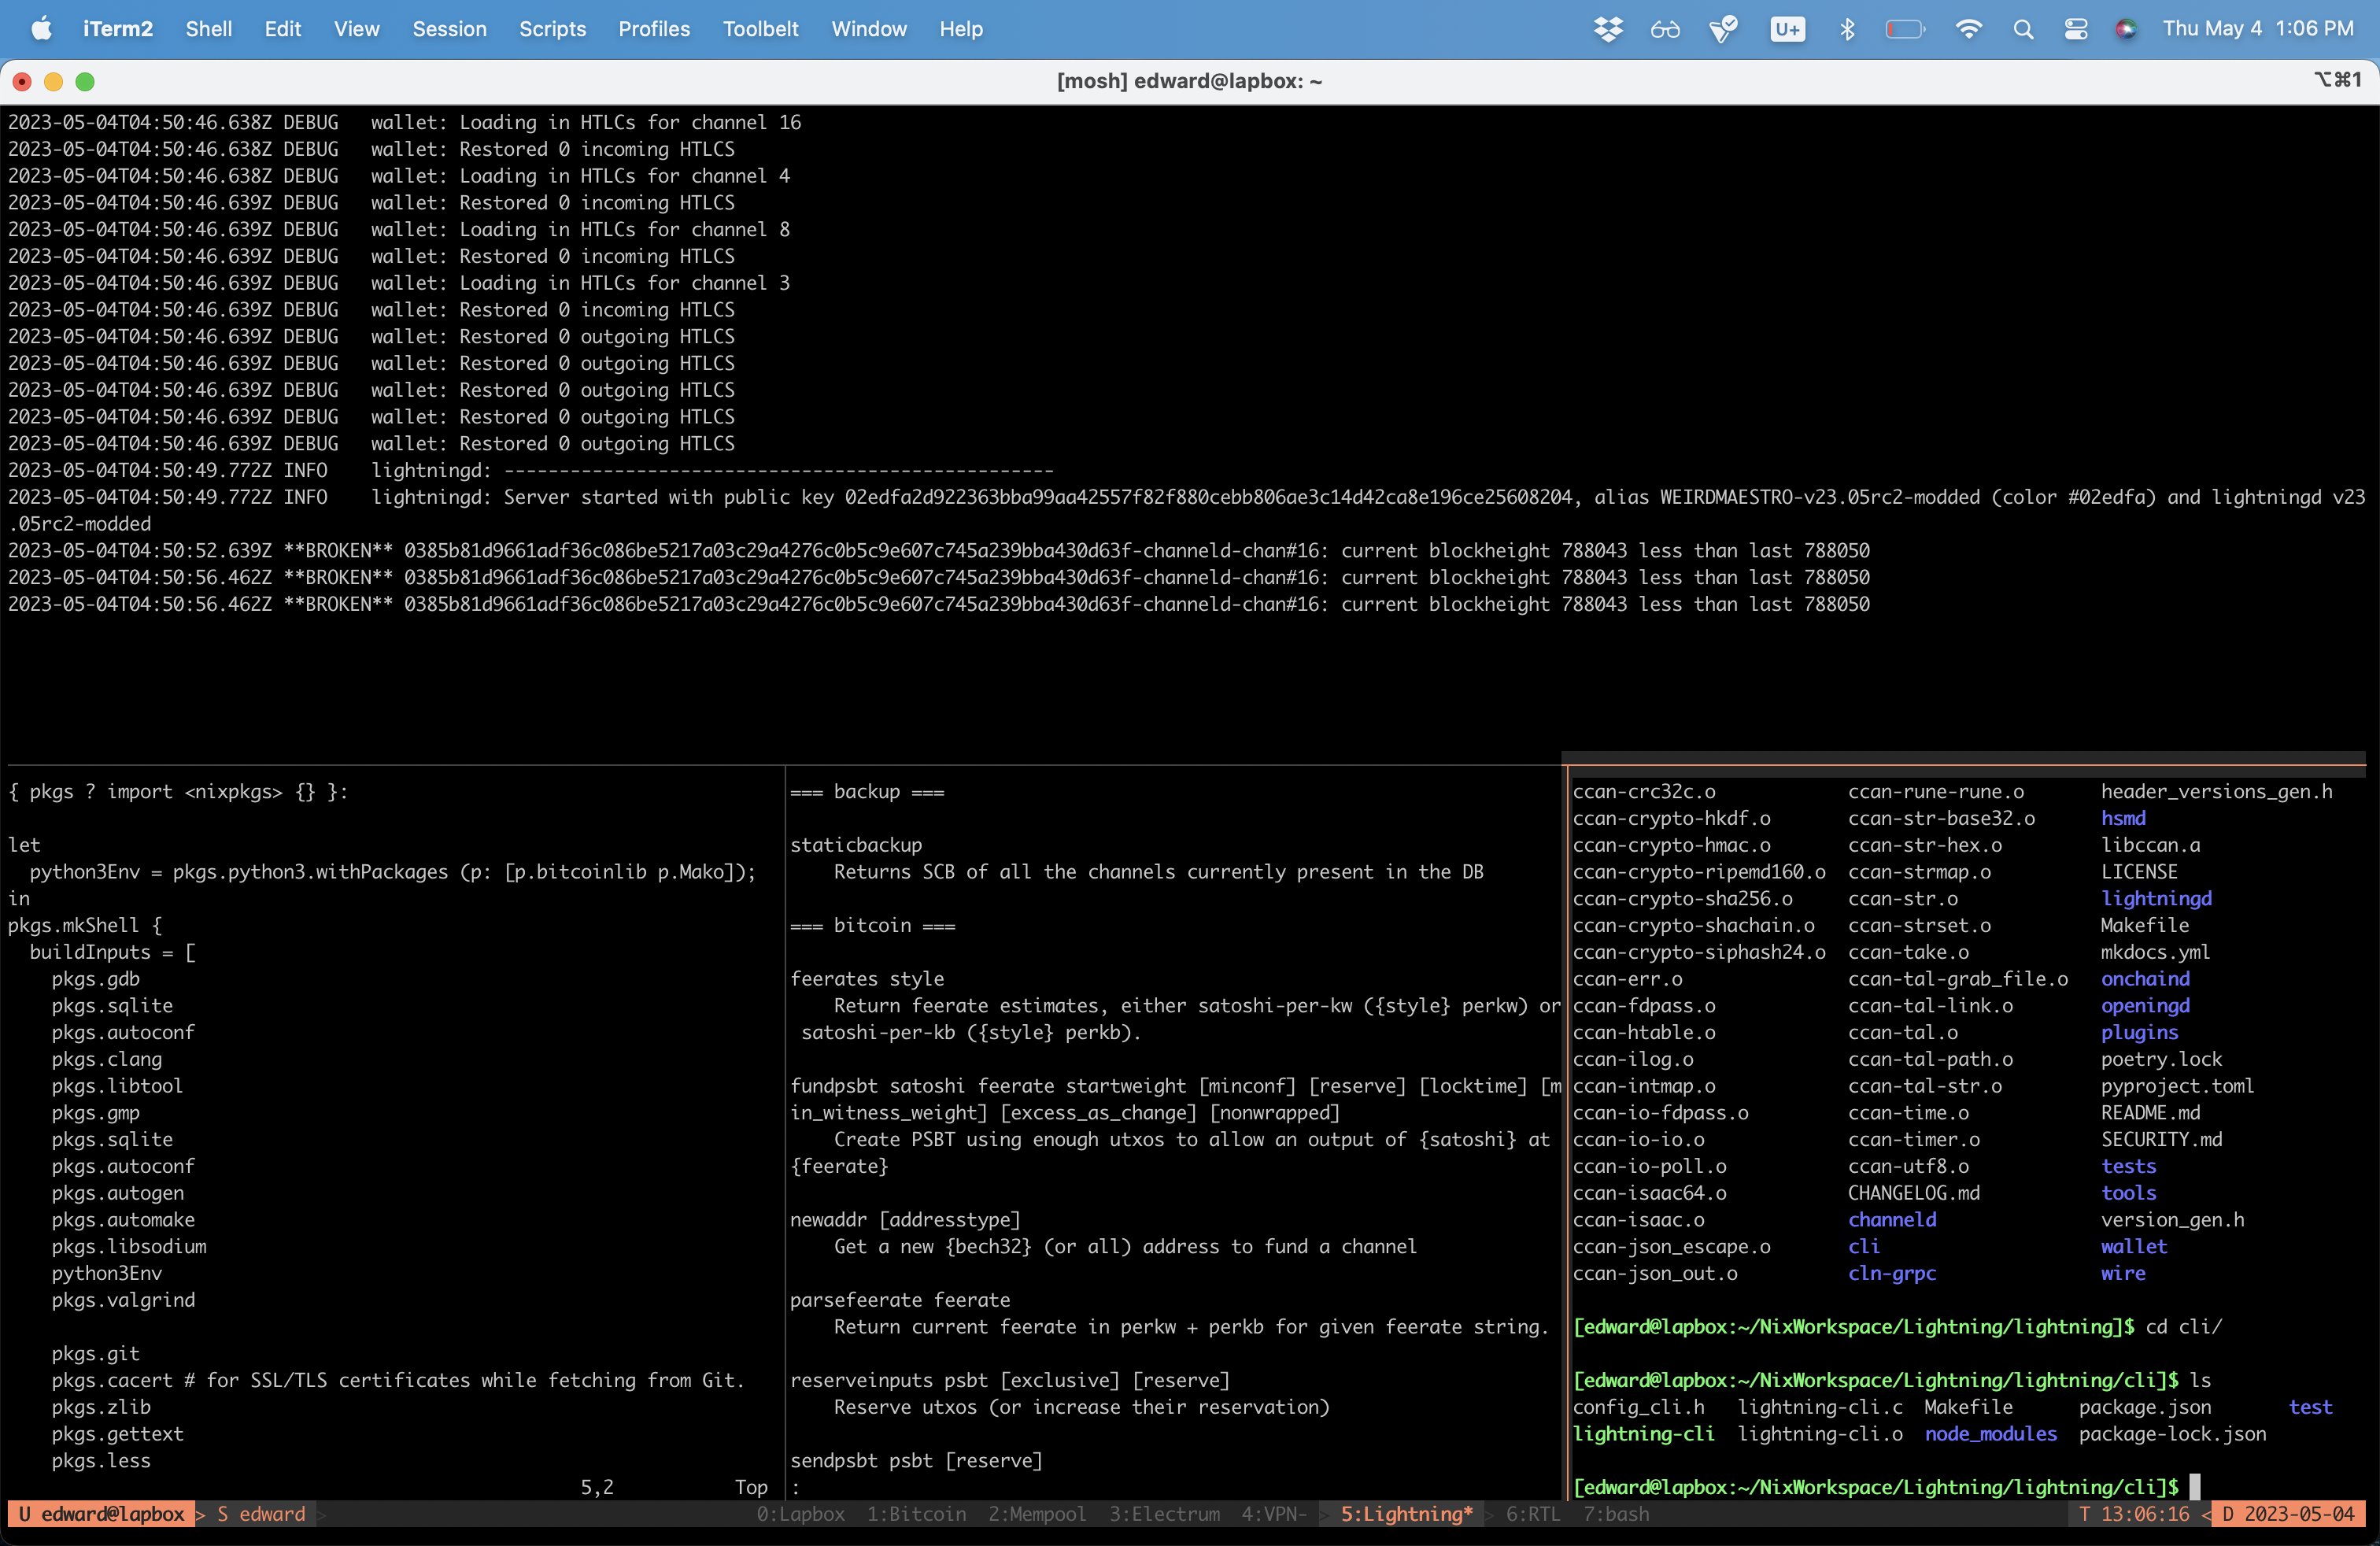 iTerm2 Shell Edit View Session Scripts Profiles Toolbelt Window Help U+ Thu May 4 1:06 PM
[mosh] edward@lapbox: ~ ⌥⌘1
2023-05-04T04:50:46.638Z DEBUG wallet: Loading in HTLCs for channel 16
2023-05-04T04:50:46.638Z DEBUG wallet: Restored 0 incoming HTLCS
2023-05-04T04:50:46.638Z DEBUG wallet: Loading in HTLCs for channel 4
2023-05-04T04:50:46.639Z DEBUG wallet: Restored 0 incoming HTLCS
2023-05-04T04:50:46.639Z DEBUG wallet: Loading in HTLCs for channel 8
2023-05-04T04:50:46.639Z DEBUG wallet: Restored 0 incoming HTLCS
2023-05-04T04:50:46.639Z DEBUG wallet: Loading in HTLCs for channel 3
2023-05-04T04:50:46.639Z DEBUG wallet: Restored 0 incoming HTLCS
2023-05-04T04:50:46.639Z DEBUG wallet: Restored 0 outgoing HTLCS
2023-05-04T04:50:46.639Z DEBUG wallet: Restored 0 outgoing HTLCS
2023-05-04T04:50:46.639Z DEBUG wallet: Restored 0 outgoing HTLCS
2023-05-04T04:50:46.639Z DEBUG wallet: Restored 0 outgoing HTLCS
2023-05-04T04:50:46.639Z DEBUG wallet: Restored 0 outgoing HTLCS
2023-05-04T04:50:49.772Z INFO lightningd: --------------------------------------------------
2023-05-04T04:50:49.772Z INFO lightningd: Server started with public key 02edfa2d922363bba99aa42557f82f880cebb806ae3c14d42ca8e196ce25608204, alias WEIRDMAESTRO-v23.05rc2-modded (color #02edfa) and lightningd v23
.05rc2-modded
2023-05-04T04:50:52.639Z **BROKEN** 0385b81d9661adf36c086be5217a03c29a4276c0b5c9e607c745a239bba430d63f-channeld-chan#16: current blockheight 788043 less than last 788050
2023-05-04T04:50:56.462Z **BROKEN** 0385b81d9661adf36c086be5217a03c29a4276c0b5c9e607c745a239bba430d63f-channeld-chan#16: current blockheight 788043 less than last 788050
2023-05-04T04:50:56.462Z **BROKEN** 0385b81d9661adf36c086be5217a03c29a4276c0b5c9e607c745a239bba430d63f-channeld-chan#16: current blockheight 788043 less than last 788050
{ pkgs ? import <nixpkgs> {} }:
let
python3Env = pkgs.python3.withPackages (p: [p.bitcoinlib p.Mako]);
in
pkgs.mkShell {
buildInputs = [
pkgs.gdb
pkgs.sqlite
pkgs.autoconf
pkgs.clang
pkgs.libtool
pkgs.gmp
pkgs.sqlite
pkgs.autoconf
pkgs.autogen
pkgs.automake
pkgs.libsodium
python3Env
pkgs.valgrind
pkgs.git
pkgs.cacert # for SSL/TLS certificates while fetching from Git.
pkgs.zlib
pkgs.gettext
pkgs.less
5,2 Top
=== backup ===
staticbackup
Returns SCB of all the channels currently present in the DB
=== bitcoin ===
feerates style
Return feerate estimates, either satoshi-per-kw ({style} perkw) or
satoshi-per-kb ({style} perkb).
fundpsbt satoshi feerate startweight [minconf] [reserve] [locktime] [m
in_witness_weight] [excess_as_change] [nonwrapped]
Create PSBT using enough utxos to allow an output of {satoshi} at
{feerate}
newaddr [addresstype]
Get a new {bech32} (or all) address to fund a channel
parsefeerate feerate
Return current feerate in perkw + perkb for given feerate string.
reserveinputs psbt [exclusive] [reserve]
Reserve utxos (or increase their reservation)
sendpsbt psbt [reserve]
:
ccan-crc32c.o ccan-rune-rune.o header_versions_gen.h
ccan-crypto-hkdf.o ccan-str-base32.o hsmd
ccan-crypto-hmac.o ccan-str-hex.o libccan.a
ccan-crypto-ripemd160.o ccan-strmap.o LICENSE
ccan-crypto-sha256.o ccan-str.o lightningd
ccan-crypto-shachain.o ccan-strset.o Makefile
ccan-crypto-siphash24.o ccan-take.o mkdocs.yml
ccan-err.o ccan-tal-grab_file.o onchaind
ccan-fdpass.o ccan-tal-link.o openingd
ccan-htable.o ccan-tal.o plugins
ccan-ilog.o ccan-tal-path.o poetry.lock
ccan-intmap.o ccan-tal-str.o pyproject.toml
ccan-io-fdpass.o ccan-time.o README.md
ccan-io-io.o ccan-timer.o SECURITY.md
ccan-io-poll.o ccan-utf8.o tests
ccan-isaac64.o CHANGELOG.md tools
ccan-isaac.o channeld version_gen.h
ccan-json_escape.o cli wallet
ccan-json_out.o cln-grpc wire
[edward@lapbox:~/NixWorkspace/Lightning/lightning]$ cd cli/
[edward@lapbox:~/NixWorkspace/Lightning/lightning/cli]$ ls
config_cli.h lightning-cli.c Makefile package.json test
lightning-cli lightning-cli.o node_modules package-lock.json
[edward@lapbox:~/NixWorkspace/Lightning/lightning/cli]$
U edward@lapbox > S edward > 0:Lapbox 1:Bitcoin 2:Mempool 3:Electrum 4:VPN- > 5:Lightning* > 6:RTL 7:bash T 13:06:16 < D 2023-05-04